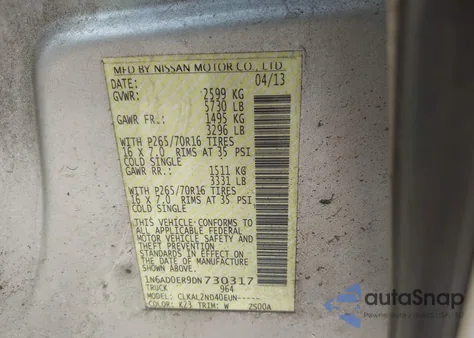 MFD BY NISSAN MOTOR CO., LTD.
DATE: 04/13
GVWR: 2599 KG
5730 LB
GAWR FR.: 1495 KG
3296 LB
WITH P265/70R16 TIRES
16 X 7.0 RIMS AT 35 PSI
COLD SINGLE
GAWR RR.: 1511 KG
3331 LB
WITH P265/70R16 TIRES
16 X 7.0 RIMS AT 35 PSI
COLD SINGLE
THIS VEHICLE CONFORMS TO
ALL APPLICABLE FEDERAL
MOTOR VEHICLE SAFETY AND
THEFT PREVENTION
STANDARDS IN EFFECT ON
THE DATE OF MANUFACTURE
SHOWN ABOVE
1N6AD0ER9DN730317
TRUCK 964
MODEL: CLKALZND40EUN-----
COLOR: K23 TRIM: W 2S00A
autoSnap